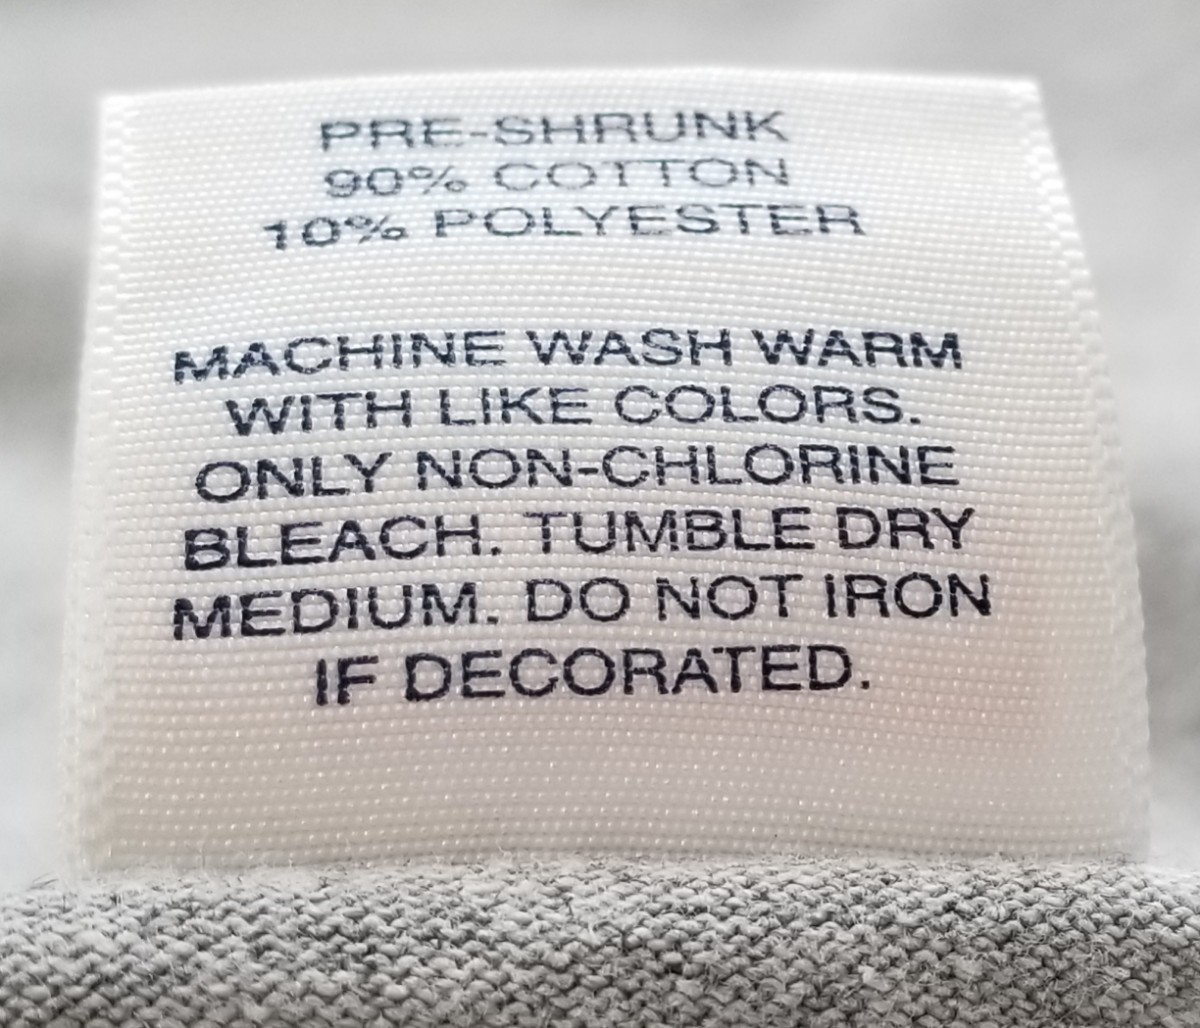 PRE-SHRUNK
90% COTTON
10% POLYESTER
MACHINE WASH WARM
WITH LIKE COLORS.
ONLY NON-CHLORINE
BLEACH. TUMBLE DRY
MEDIUM. DO NOT IRON
IF DECORATED.